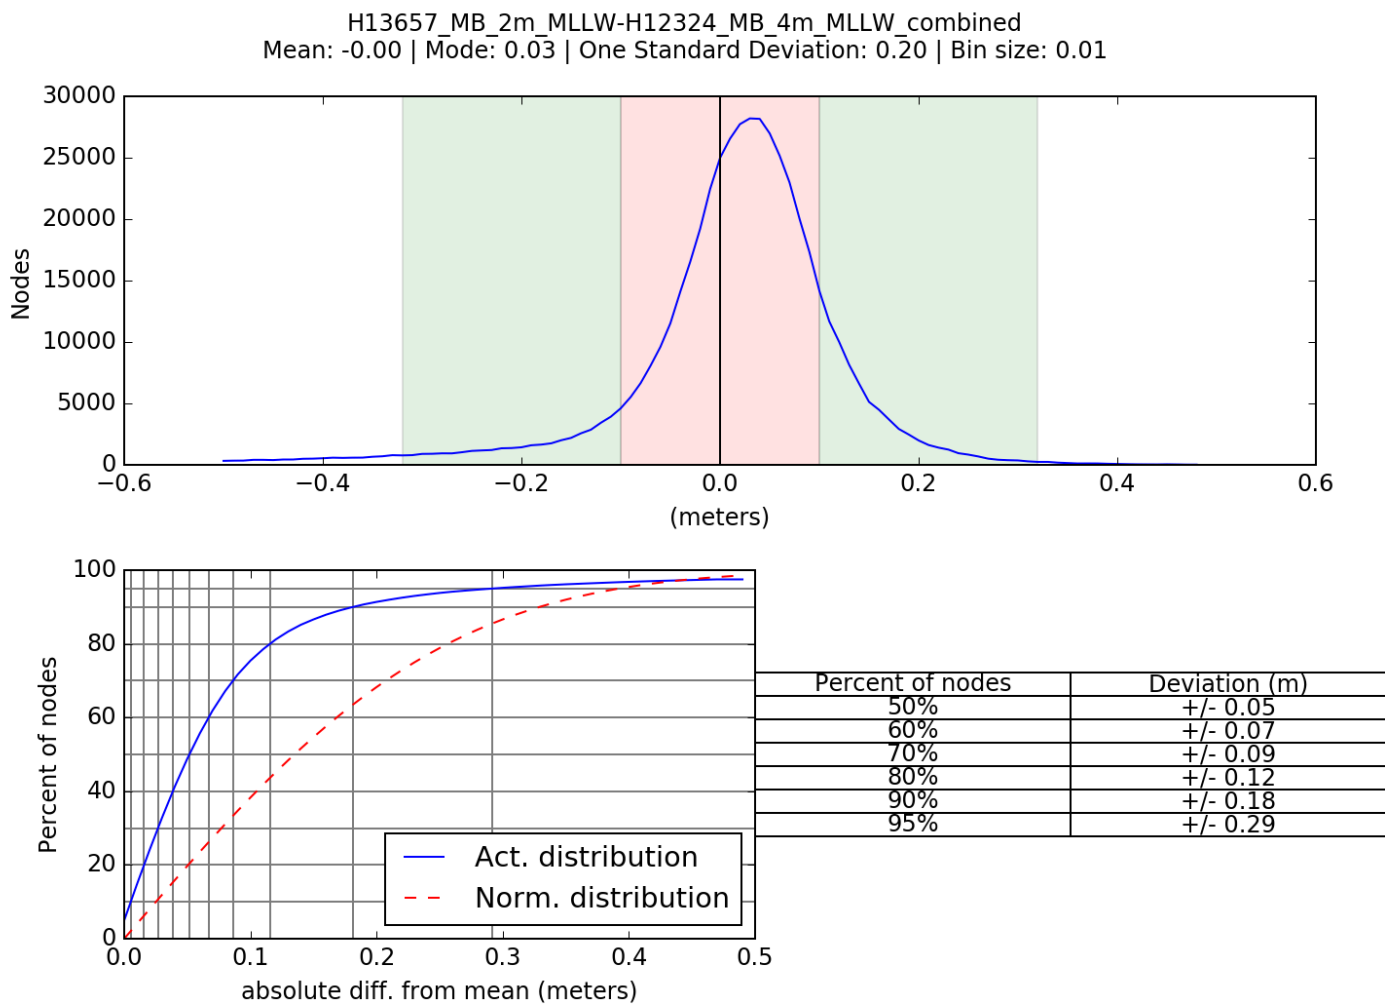 H13657_MB_2m_MLLW-H12324_MB_4m_MLLW_combined
Mean: -0.00 | Mode: 0.03 | One Standard Deviation: 0.20 | Bin size: 0.01
30000
25000
20000
15000
10000
5000
0
Nodes
−0.6 −0.4 −0.2 0.0 0.2 0.4 0.6
(meters)
100
80
60
40
20
0
Percent of nodes
Act. distribution
Norm. distribution
0.0 0.1 0.2 0.3 0.4 0.5
absolute diff. from mean (meters)
Percent of nodes Deviation (m)
50% +/- 0.05
60% +/- 0.07
70% +/- 0.09
80% +/- 0.12
90% +/- 0.18
95% +/- 0.29